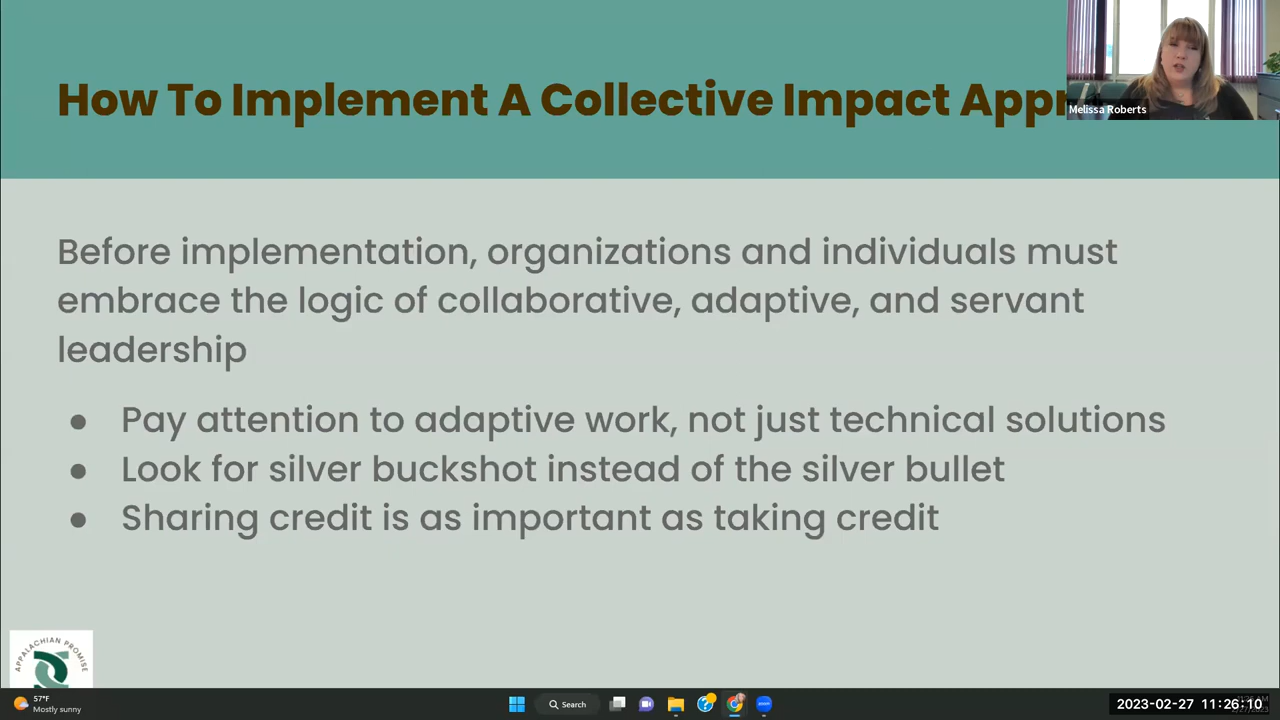 How To Implement A Collective Impact Appr
Melissa Roberts
Before implementation, organizations and individuals must
embrace the logic of collaborative, adaptive, and servant
leadership
● Pay attention to adaptive work, not just technical solutions
● Look for silver buckshot instead of the silver bullet
● Sharing credit is as important as taking credit
APPALACHIAN PROMISE
57°F
Mostly sunny
Search
zoom
2023-02-27 11:26:10